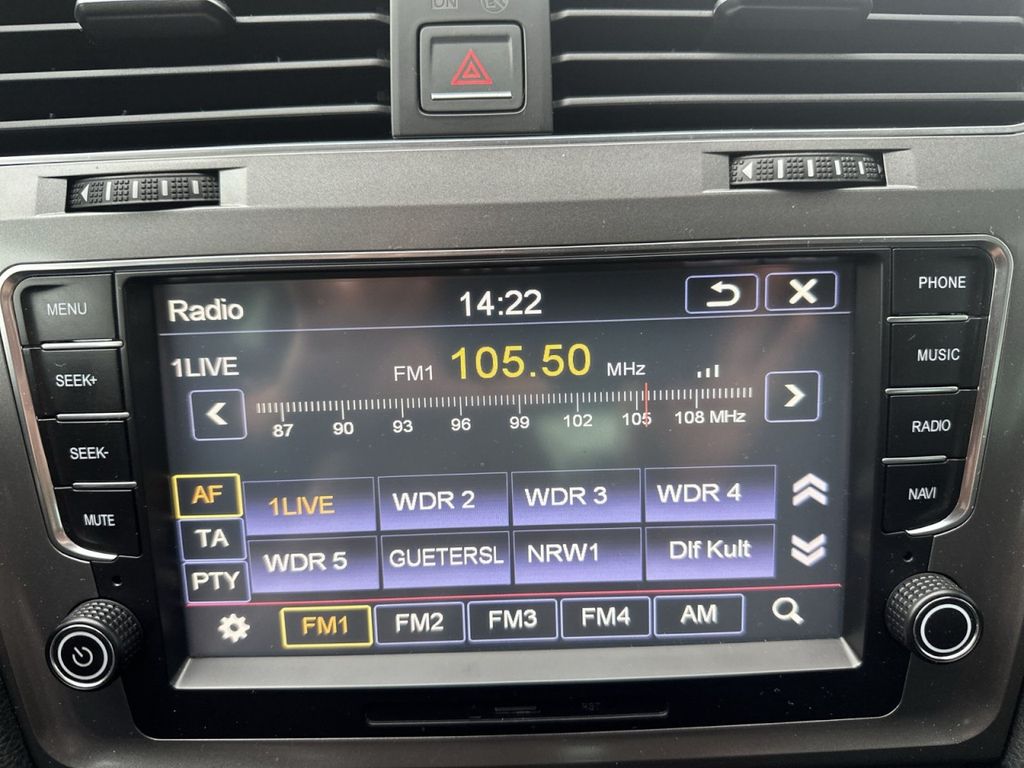 ON
MENU
SEEK+
SEEK-
MUTE
Radio 14:22
1LIVE
FM1 105.50 MHz
87 90 93 96 99 102 105 108 MHz
AF 1LIVE WDR 2 WDR 3 WDR 4
TA
WDR 5 GUETERSL NRW1 Dlf Kult
PTY
FM1 FM2 FM3 FM4 AM
PHONE
MUSIC
RADIO
NAVI
RST